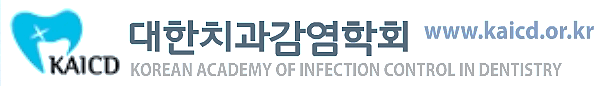 KAICD
대한치과감염학회 www.kaicd.or.kr
KOREAN ACADEMY OF INFECTION CONTROL IN DENTISTRY